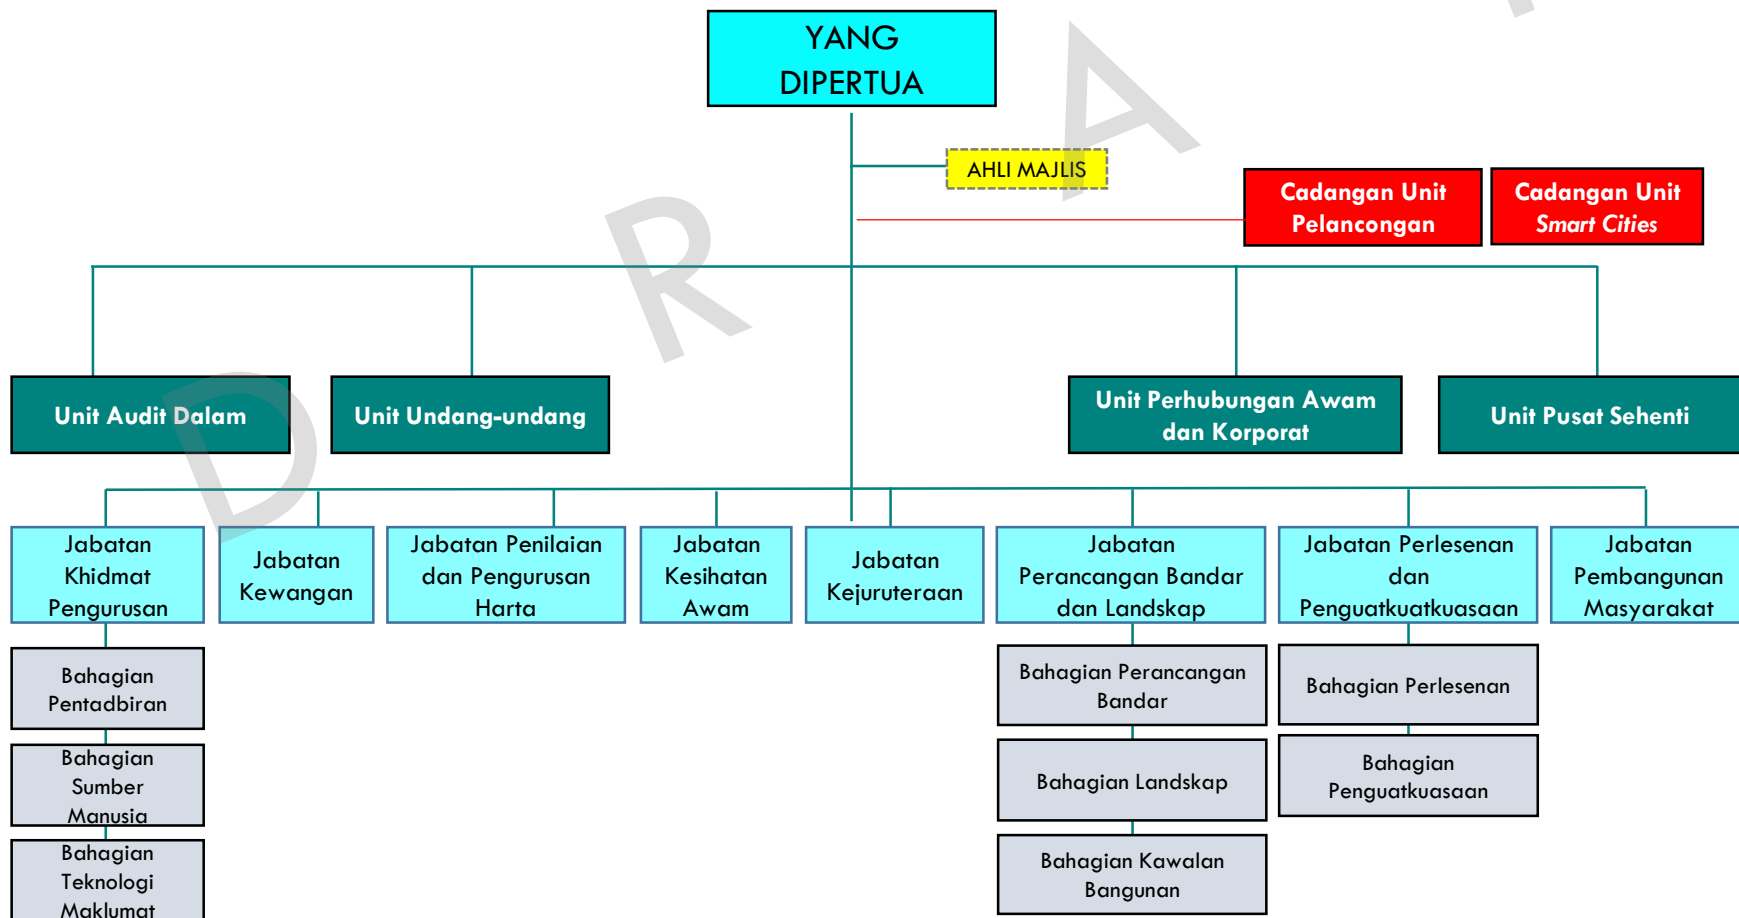 YANG
DIPERTUA
AHLI MAJLIS
Cadangan Unit
Pelancongan
Cadangan Unit
Smart Cities
Unit Audit Dalam
Unit Undang-undang
Unit Perhubungan Awam
dan Korporat
Unit Pusat Sehenti
Jabatan
Khidmat
Pengurusan
Jabatan
Kewangan
Jabatan Penilaian
dan Pengurusan
Harta
Jabatan
Kesihatan
Awam
Jabatan
Kejuruteraan
Jabatan
Perancangan Bandar
dan Landskap
Jabatan Perlesenan
dan
Penguatkuatkuasaan
Jabatan
Pembangunan
Masyarakat
Bahagian
Pentadbiran
Bahagian
Sumber
Manusia
Bahagian
Teknologi
Maklumat
Bahagian Perancangan
Bandar
Bahagian Landskap
Bahagian Kawalan
Bangunan
Bahagian Perlesenan
Bahagian
Penguatkuasaan
D R A